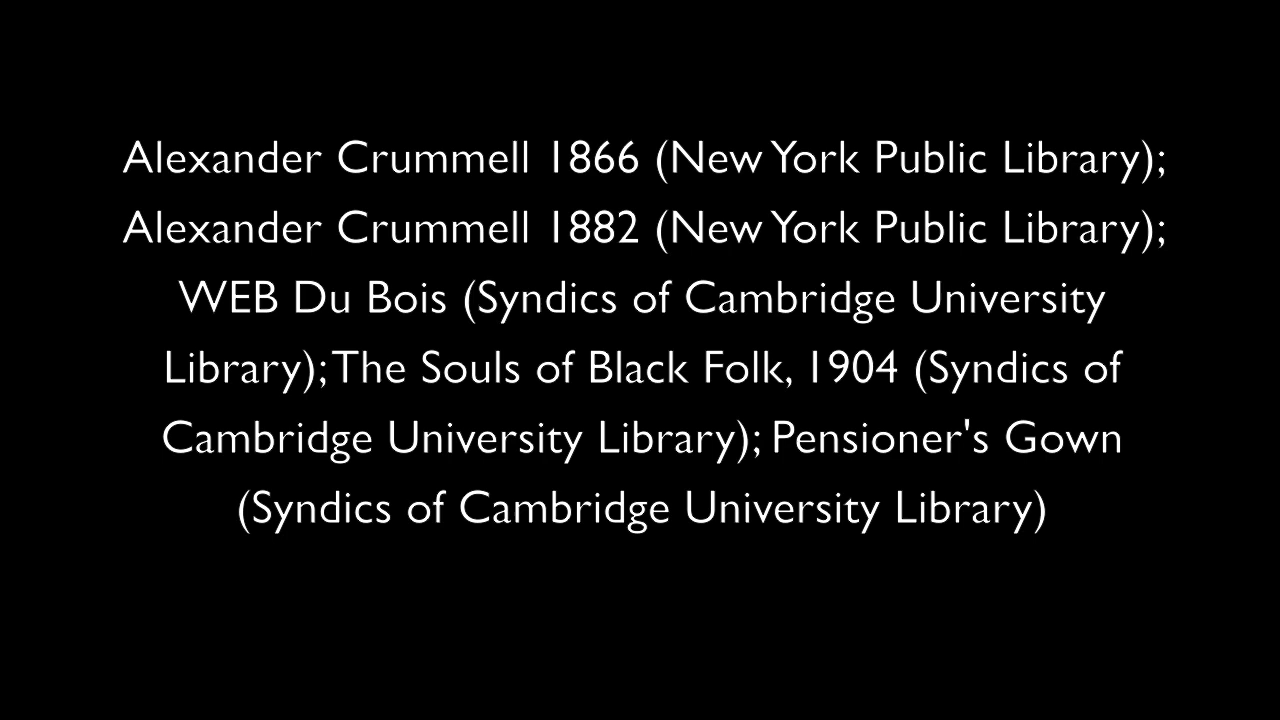 Alexander Crummell 1866 (New York Public Library);
Alexander Crummell 1882 (New York Public Library);
WEB Du Bois (Syndics of Cambridge University
Library); The Souls of Black Folk, 1904 (Syndics of
Cambridge University Library); Pensioner's Gown
(Syndics of Cambridge University Library)